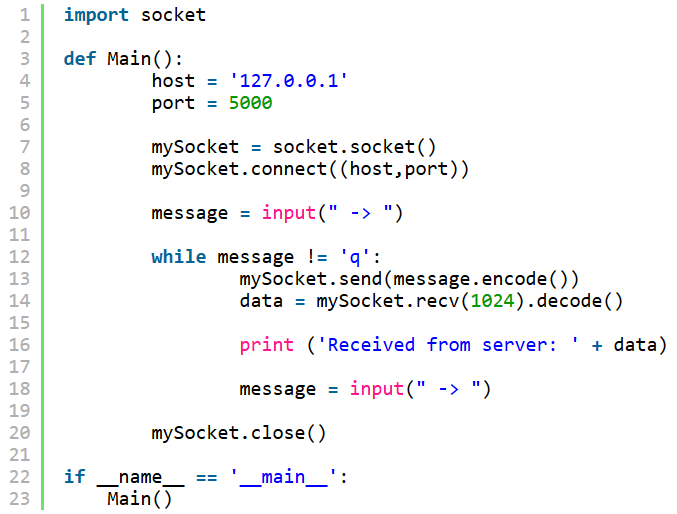 1 import socket
2
3 def Main():
4         host = '127.0.0.1'
5         port = 5000
6
7         mySocket = socket.socket()
8         mySocket.connect((host,port))
9
10         message = input(" -> ")
11
12         while message != 'q':
13                 mySocket.send(message.encode())
14                 data = mySocket.recv(1024).decode()
15
16                 print ('Received from server: ' + data)
17
18                 message = input(" -> ")
19
20         mySocket.close()
21
22 if __name__ == '__main__':
23     Main()